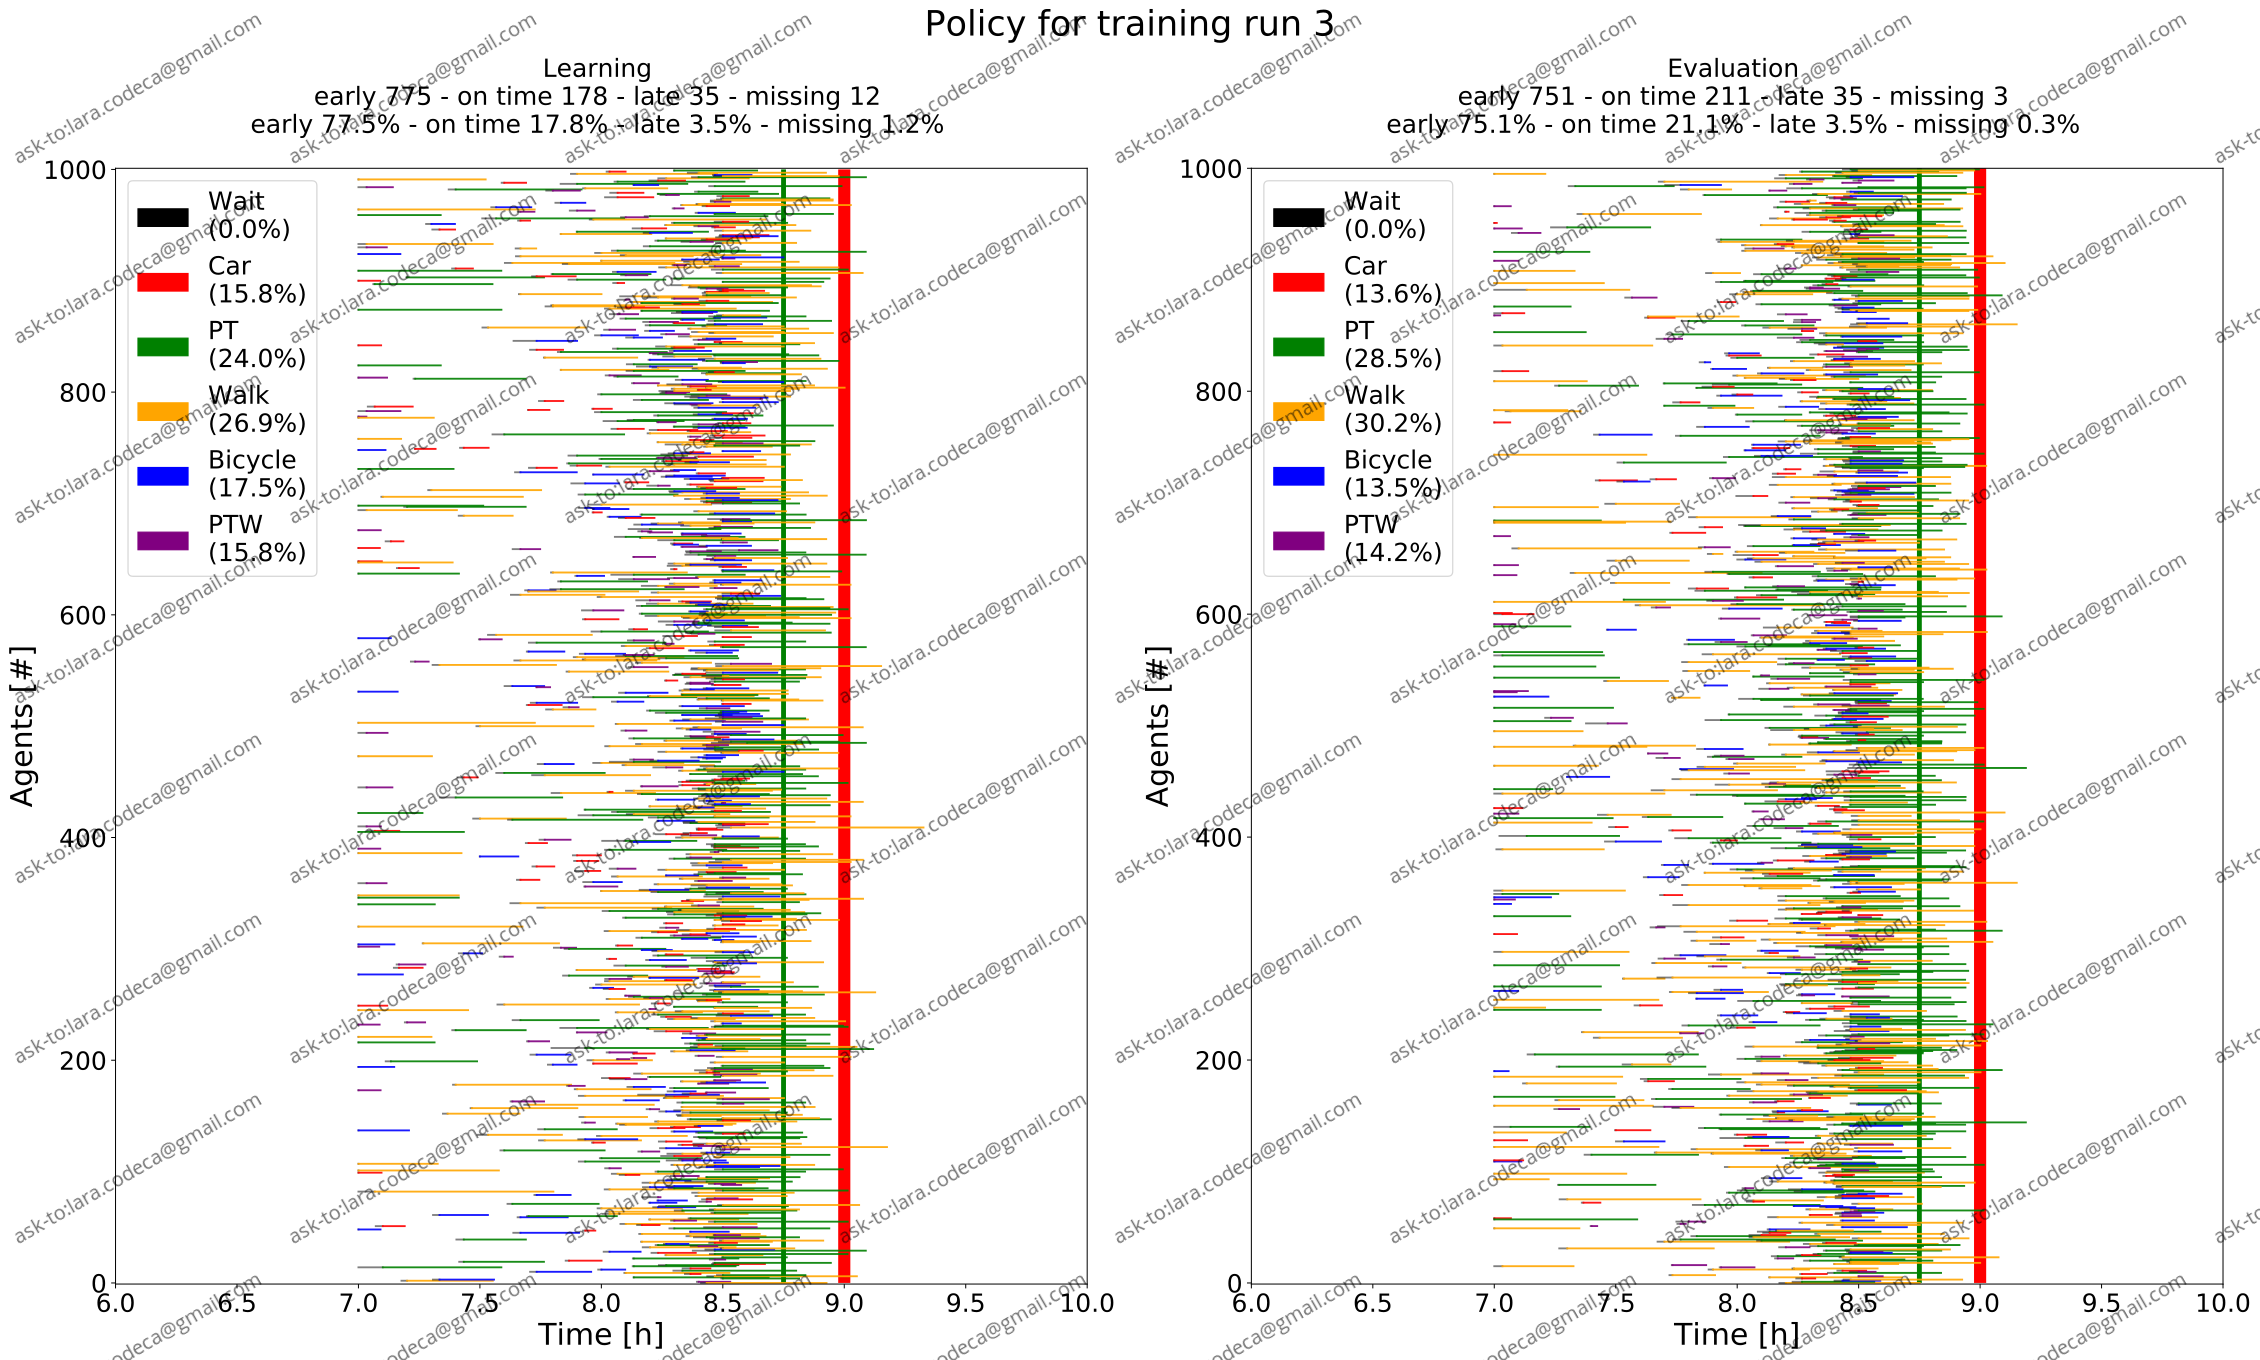 Policy for training run 3
Learning
early 775 - on time 178 - late 35 - missing 12
early 77.5% - on time 17.8% - late 3.5% - missing 1.2%
Wait
(0.0%)
Car
(15.8%)
PT
(24.0%)
Walk
(26.9%)
Bicycle
(17.5%)
PTW
(15.8%)
Agents [#]
1000
800
600
400
200
0
6.0 6.5 7.0 7.5 8.0 8.5 9.0 9.5 10.0
Time [h]
Evaluation
early 751 - on time 211 - late 35 - missing 3
early 75.1% - on time 21.1% - late 3.5% - missing 0.3%
Wait
(0.0%)
Car
(13.6%)
PT
(28.5%)
Walk
(30.2%)
Bicycle
(13.5%)
PTW
(14.2%)
Agents [#]
1000
800
600
400
200
0
6.0 6.5 7.0 7.5 8.0 8.5 9.0 9.5 10.0
Time [h]
ask-to:lara.codeca@gmail.com